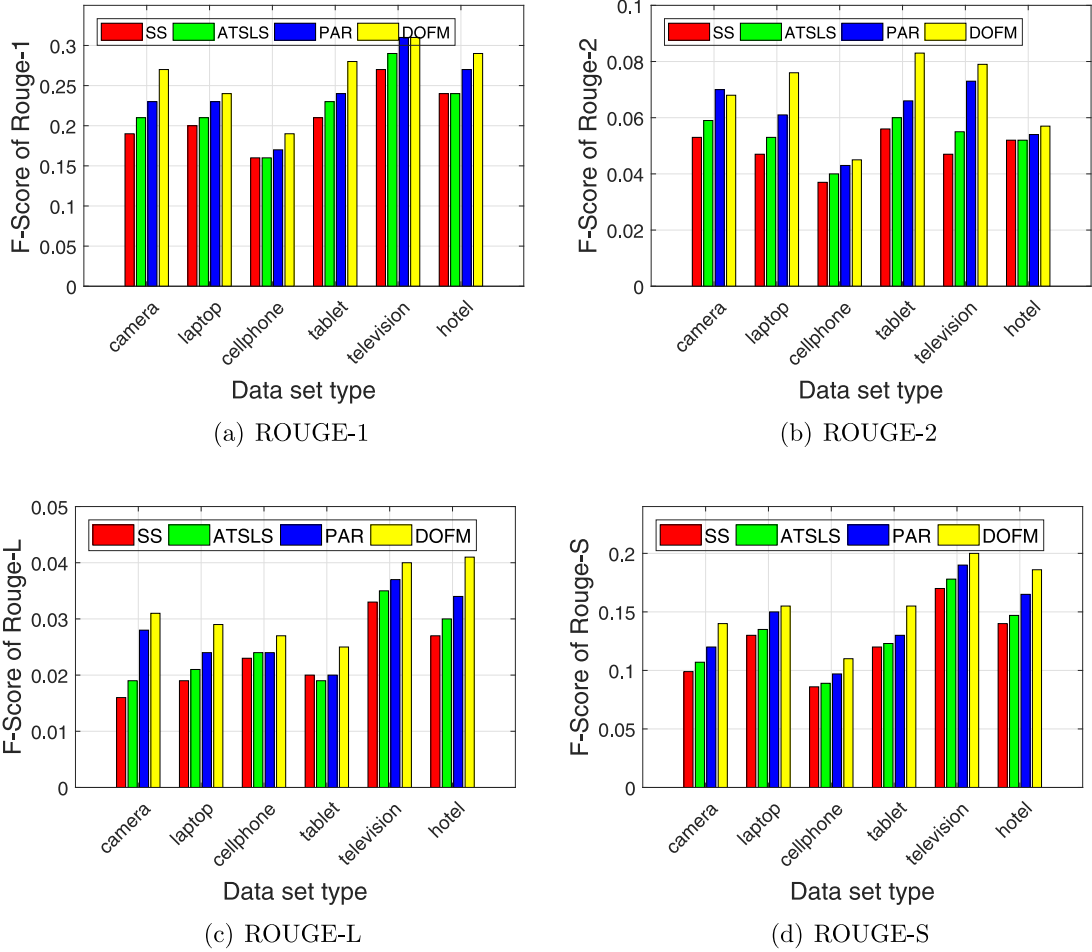 F-Score of Rouge-1
0.3
0.25
0.2
0.15
0.1
0.05
0
SS ATSLS PAR DOFM
camera
laptop
cellphone
tablet
television
hotel
Data set type
(a) ROUGE-1
F-Score of Rouge-2
0.1
0.08
0.06
0.04
0.02
0
SS ATSLS PAR DOFM
camera
laptop
cellphone
tablet
television
hotel
Data set type
(b) ROUGE-2
F-Score of Rouge-L
0.05
0.04
0.03
0.02
0.01
0
SS ATSLS PAR DOFM
camera
laptop
cellphone
tablet
television
hotel
Data set type
(c) ROUGE-L
F-Score of Rouge-S
0.2
0.15
0.1
0.05
0
SS ATSLS PAR DOFM
camera
laptop
cellphone
tablet
television
hotel
Data set type
(d) ROUGE-S